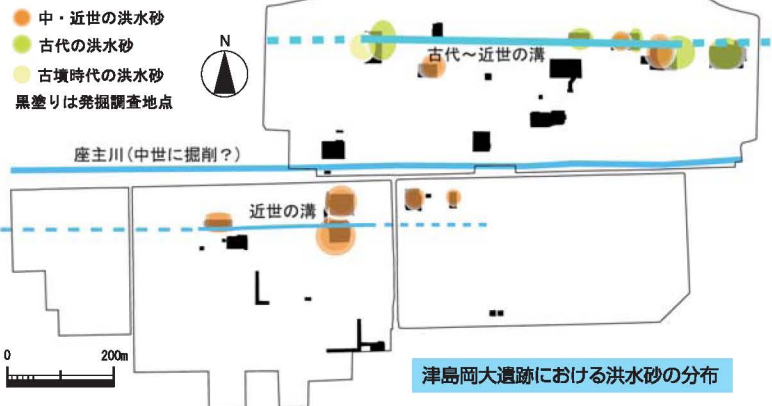 中・近世の洪水砂
古代の洪水砂
古墳時代の洪水砂
黒塗りは発掘調査地点
N
古代～近世の溝
座主川(中世に掘削？)
近世の溝
0 200m
津島岡大遺跡における洪水砂の分布